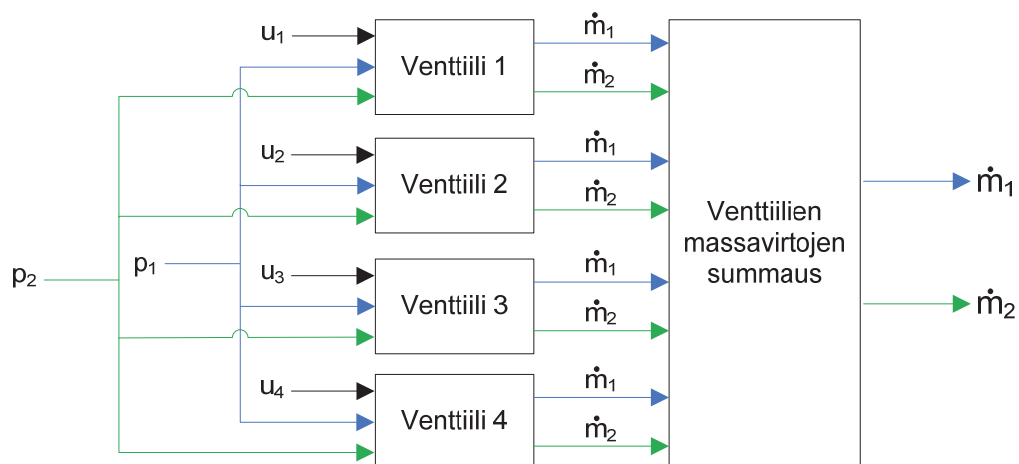 u₁
Venttiili 1
ṁ₁
ṁ₂
u₂
Venttiili 2
ṁ₁
ṁ₂
p₂
p₁
u₃
Venttiili 3
ṁ₁
ṁ₂
u₄
Venttiili 4
ṁ₁
ṁ₂
Venttiilien
massavirtojen
summaus
ṁ₁
ṁ₂